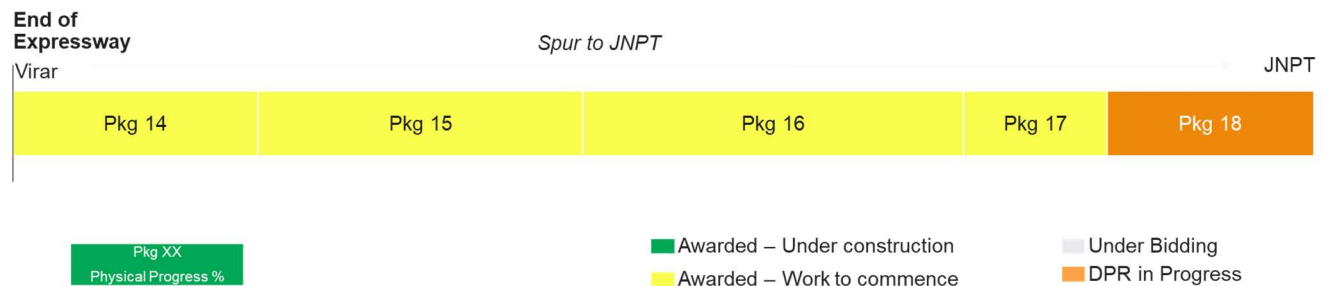 End of
Expressway
Spur to JNPT
Virar
JNPT
Pkg 14
Pkg 15
Pkg 16
Pkg 17
Pkg 18
Pkg XX
Physical Progress %
Awarded – Under construction
Awarded – Work to commence
Under Bidding
DPR in Progress